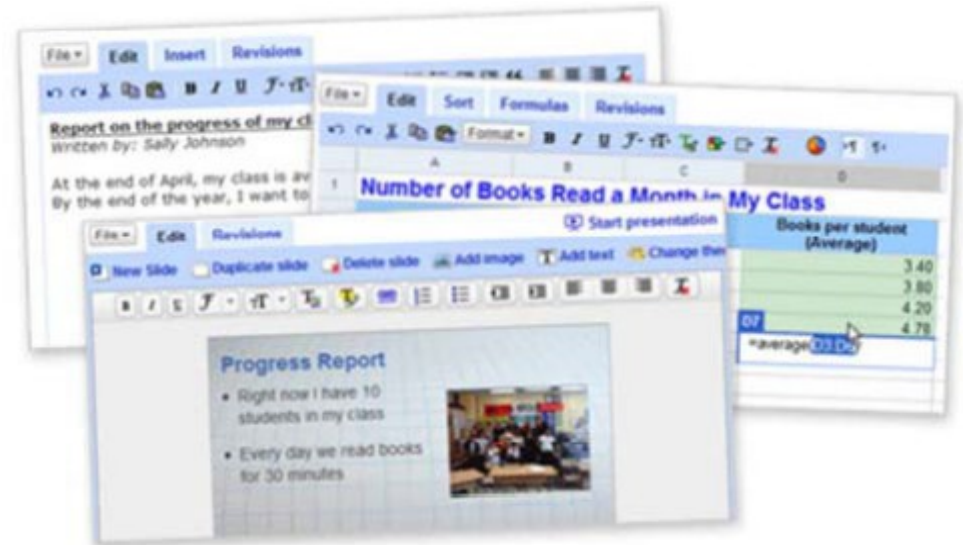 File
Edit
Insert
Revisions
B I U
Report on the progress of my cl
Written by: Sally Johnson
At the end of April, my class is av
By the end of the year, I want to
File
Edit
Sort
Formulas
Revisions
Format
B I U
A
B
C
D
1
Number of Books Read a Month in My Class
Books per student
(Average)
3.40
3.80
4.20
4.78
D7
=average(D3:D6)
File
Edit
Revisions
Start presentation
New Slide
Duplicate slide
Delete slide
Add image
Add text
Change the
B I U
Progress Report
• Right now I have 10
students in my class
• Every day we read books
for 30 minutes